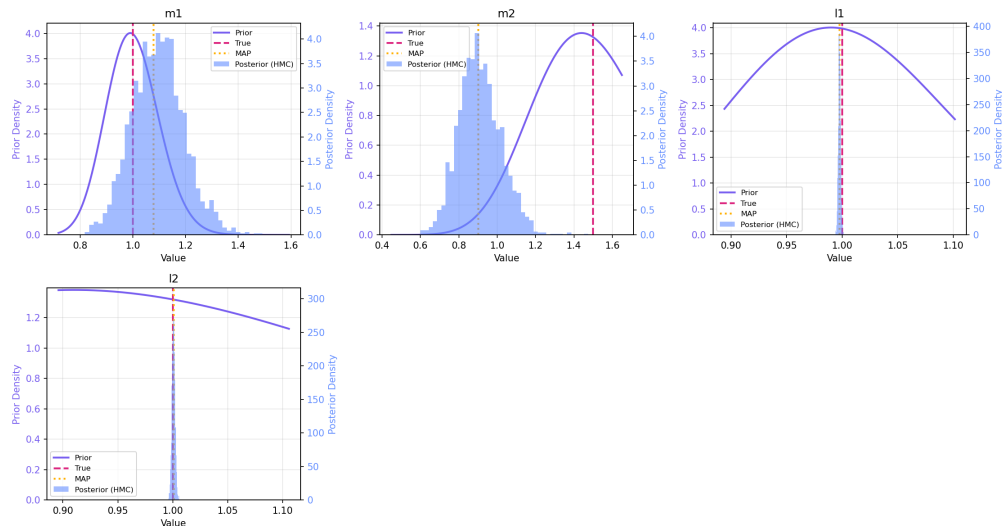 m1
Prior Density
4.0
3.5
3.0
2.5
2.0
1.5
1.0
0.5
0.0
Prior
True
MAP
Posterior (HMC)
4.0
3.5
3.0
2.5
2.0
1.5
1.0
0.5
0.0
Posterior Density
0.8 1.0 1.2 1.4 1.6
Value
m2
Prior Density
1.4
1.2
1.0
0.8
0.6
0.4
0.2
0.0
Prior
True
MAP
Posterior (HMC)
4.0
3.5
3.0
2.5
2.0
1.5
1.0
0.5
0.0
Posterior Density
0.4 0.6 0.8 1.0 1.2 1.4 1.6
Value
l1
Prior Density
4.0
3.5
3.0
2.5
2.0
1.5
1.0
0.5
0.0
Prior
True
MAP
Posterior (HMC)
400
350
300
250
200
150
100
50
0
Posterior Density
0.90 0.95 1.00 1.05 1.10
Value
l2
Prior Density
1.2
1.0
0.8
0.6
0.4
0.2
0.0
Prior
True
MAP
Posterior (HMC)
300
250
200
150
100
50
0
Posterior Density
0.90 0.95 1.00 1.05 1.10
Value